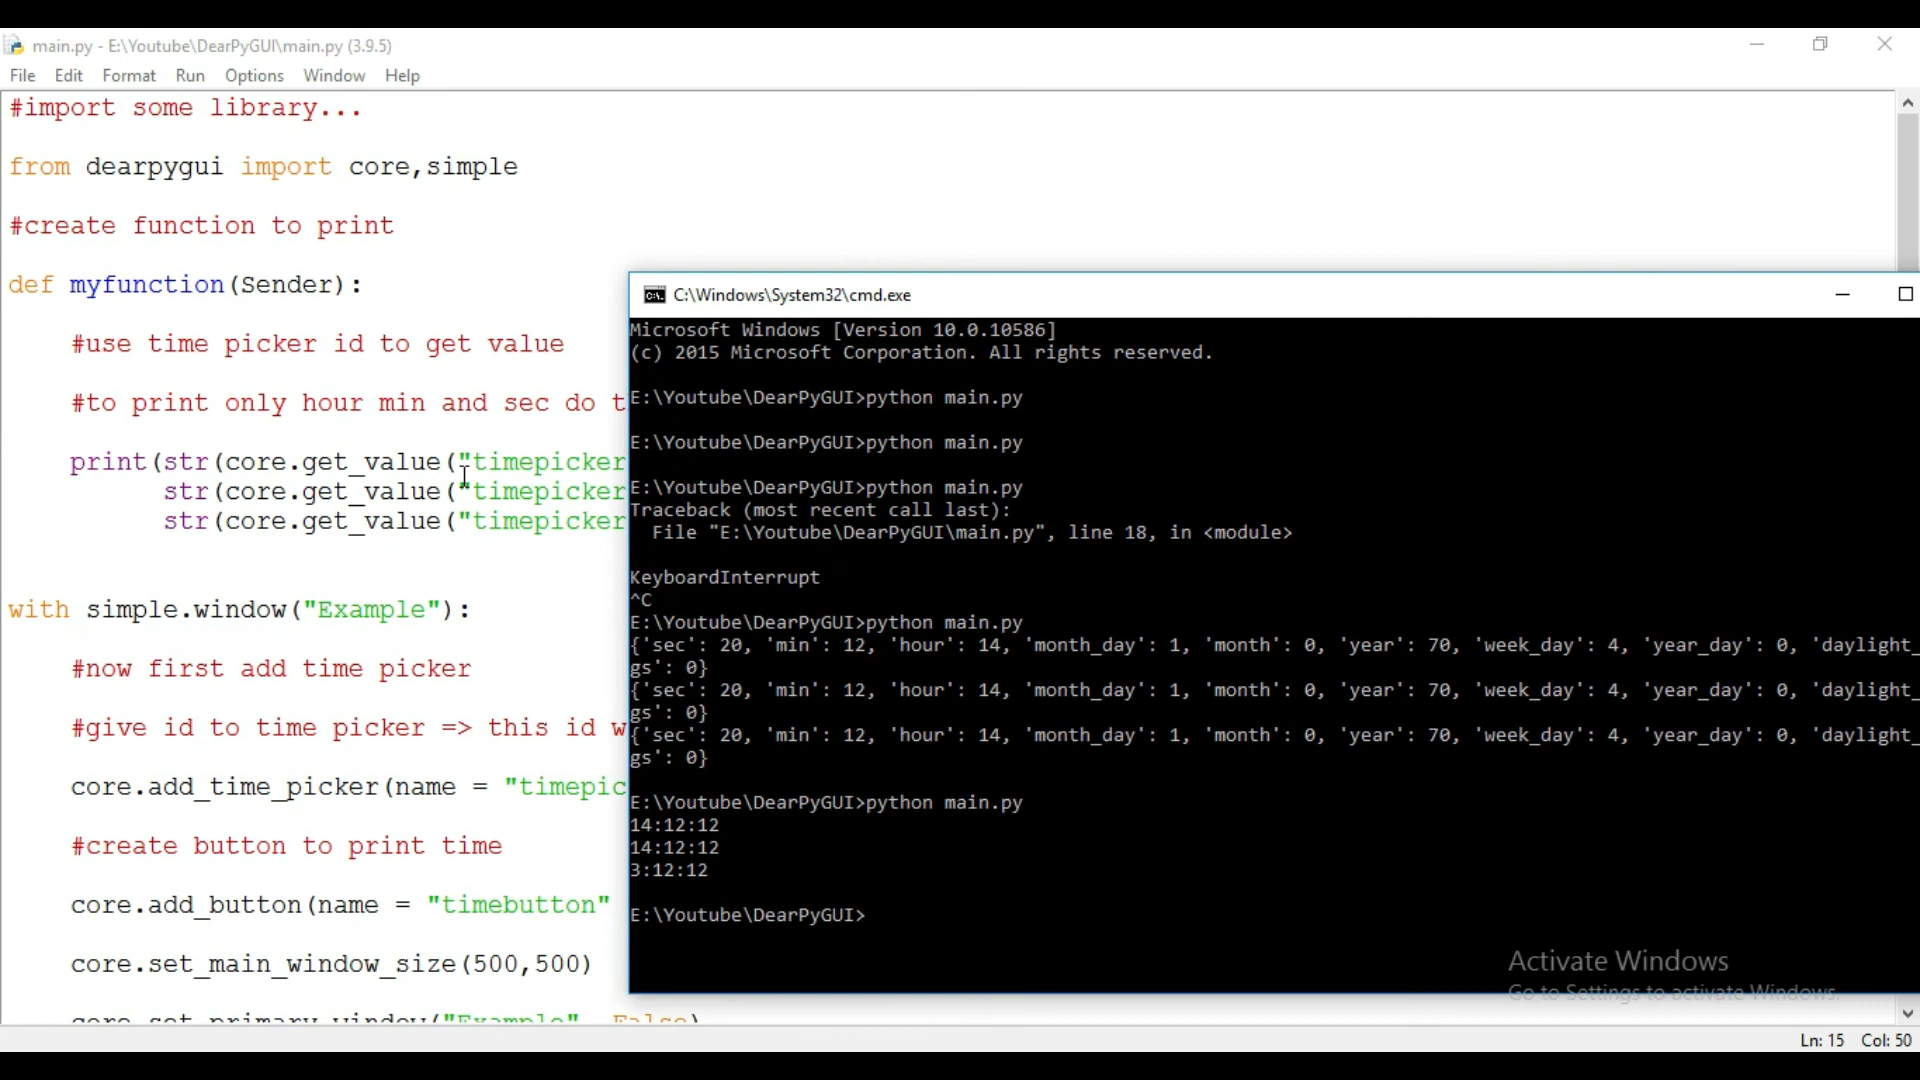 main.py - E:\Youtube\DearPyGUI\main.py (3.9.5)
File Edit Format Run Options Window Help
#import some library...
from dearpygui import core,simple
#create function to print
def myfunction(Sender):
#use time picker id to get value
#to print only hour min and sec do t
print(str(core.get_value("timepicker
str(core.get_value("timepicker
str(core.get_value("timepicker
with simple.window("Example"):
#now first add time picker
#give id to time picker => this id w
core.add_time_picker(name = "timepic
#create button to print time
core.add_button(name = "timebutton"
core.set_main_window_size(500,500)
core.set_primary_window("Example", False)
C:\Windows\System32\cmd.exe
Microsoft Windows [Version 10.0.10586]
(c) 2015 Microsoft Corporation. All rights reserved.
E:\Youtube\DearPyGUI>python main.py
E:\Youtube\DearPyGUI>python main.py
E:\Youtube\DearPyGUI>python main.py
Traceback (most recent call last):
File "E:\Youtube\DearPyGUI\main.py", line 18, in <module>
KeyboardInterrupt
^C
E:\Youtube\DearPyGUI>python main.py
{'sec': 20, 'min': 12, 'hour': 14, 'month_day': 1, 'month': 0, 'year': 70, 'week_day': 4, 'year_day': 0, 'daylight_
gs': 0}
{'sec': 20, 'min': 12, 'hour': 14, 'month_day': 1, 'month': 0, 'year': 70, 'week_day': 4, 'year_day': 0, 'daylight_
gs': 0}
{'sec': 20, 'min': 12, 'hour': 14, 'month_day': 1, 'month': 0, 'year': 70, 'week_day': 4, 'year_day': 0, 'daylight_
gs': 0}
E:\Youtube\DearPyGUI>python main.py
14:12:12
14:12:12
3:12:12
E:\Youtube\DearPyGUI>
Activate Windows
Go to Settings to activate Windows.
Ln: 15 Col: 50